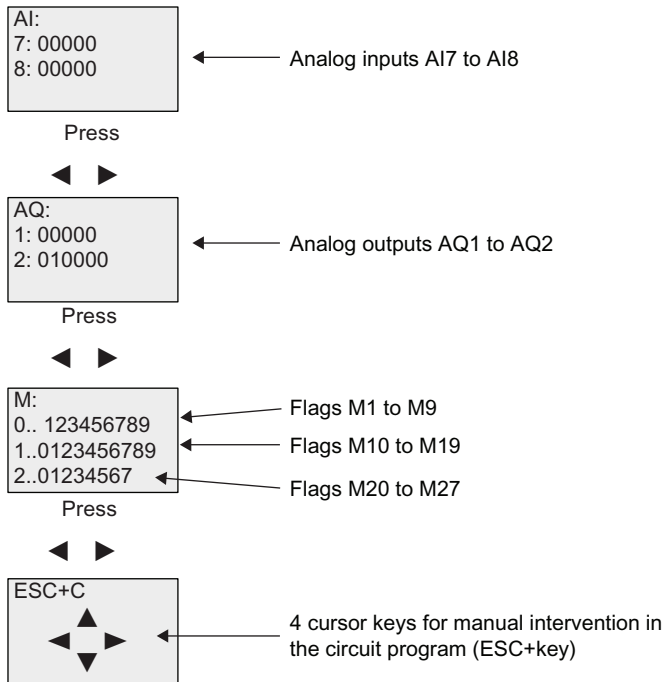 AI:
7: 00000
8: 00000
Analog inputs AI7 to AI8
Press
AQ:
1: 00000
2: 010000
Analog outputs AQ1 to AQ2
Press
M:
0.. 123456789
1..0123456789
2..01234567
Flags M1 to M9
Flags M10 to M19
Flags M20 to M27
Press
ESC+C
4 cursor keys for manual intervention in
the circuit program (ESC+key)